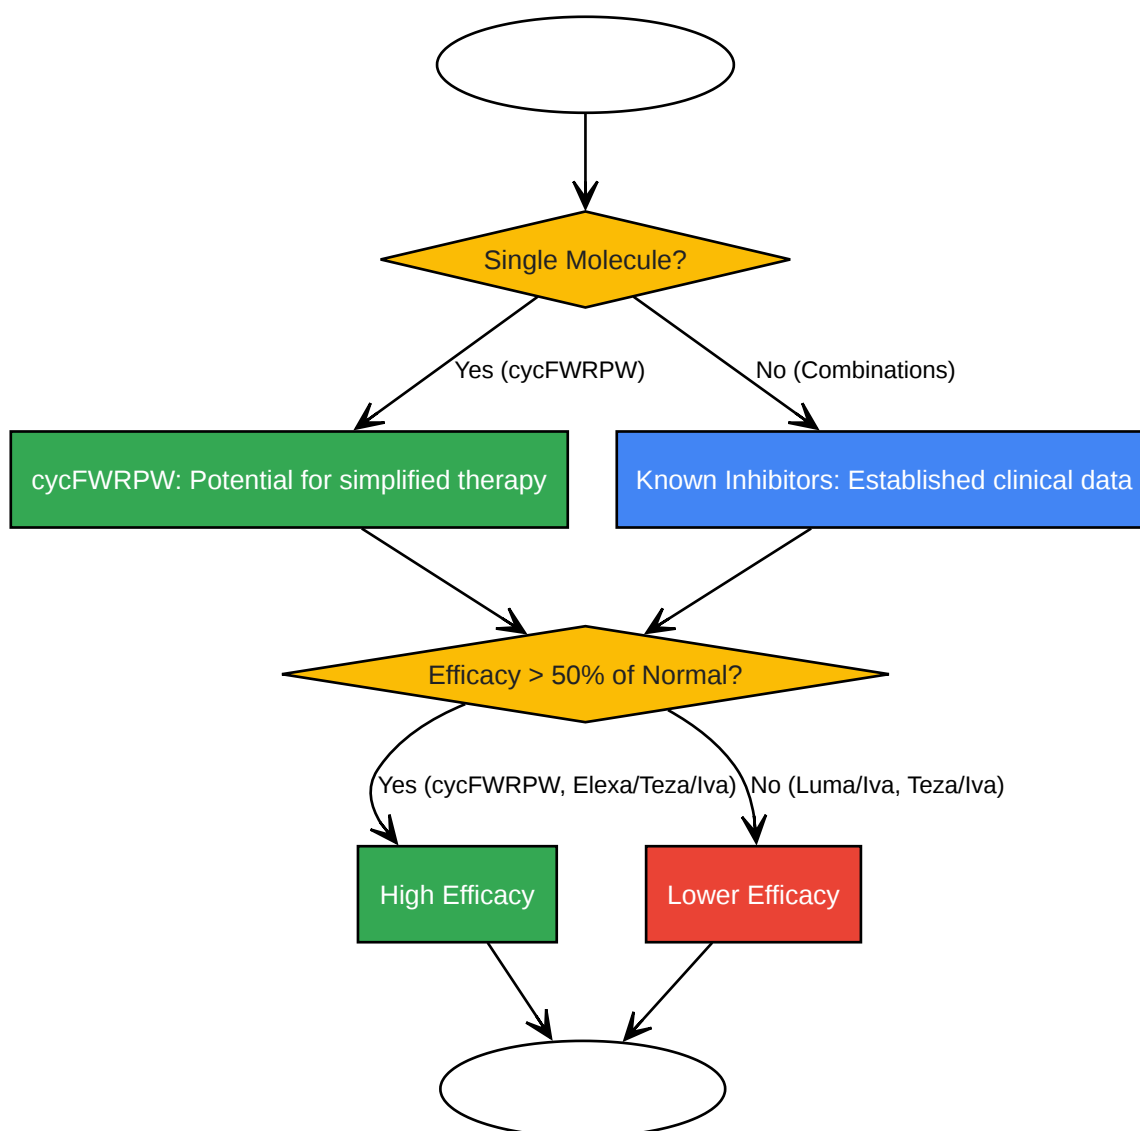 Single Molecule?
Yes (cycFWRPW)
No (Combinations)
cycFWRPW: Potential for simplified therapy
Known Inhibitors: Established clinical data
Efficacy > 50% of Normal?
Yes (cycFWRPW, Elexa/Teza/Iva)
No (Luma/Iva, Teza/Iva)
High Efficacy
Lower Efficacy